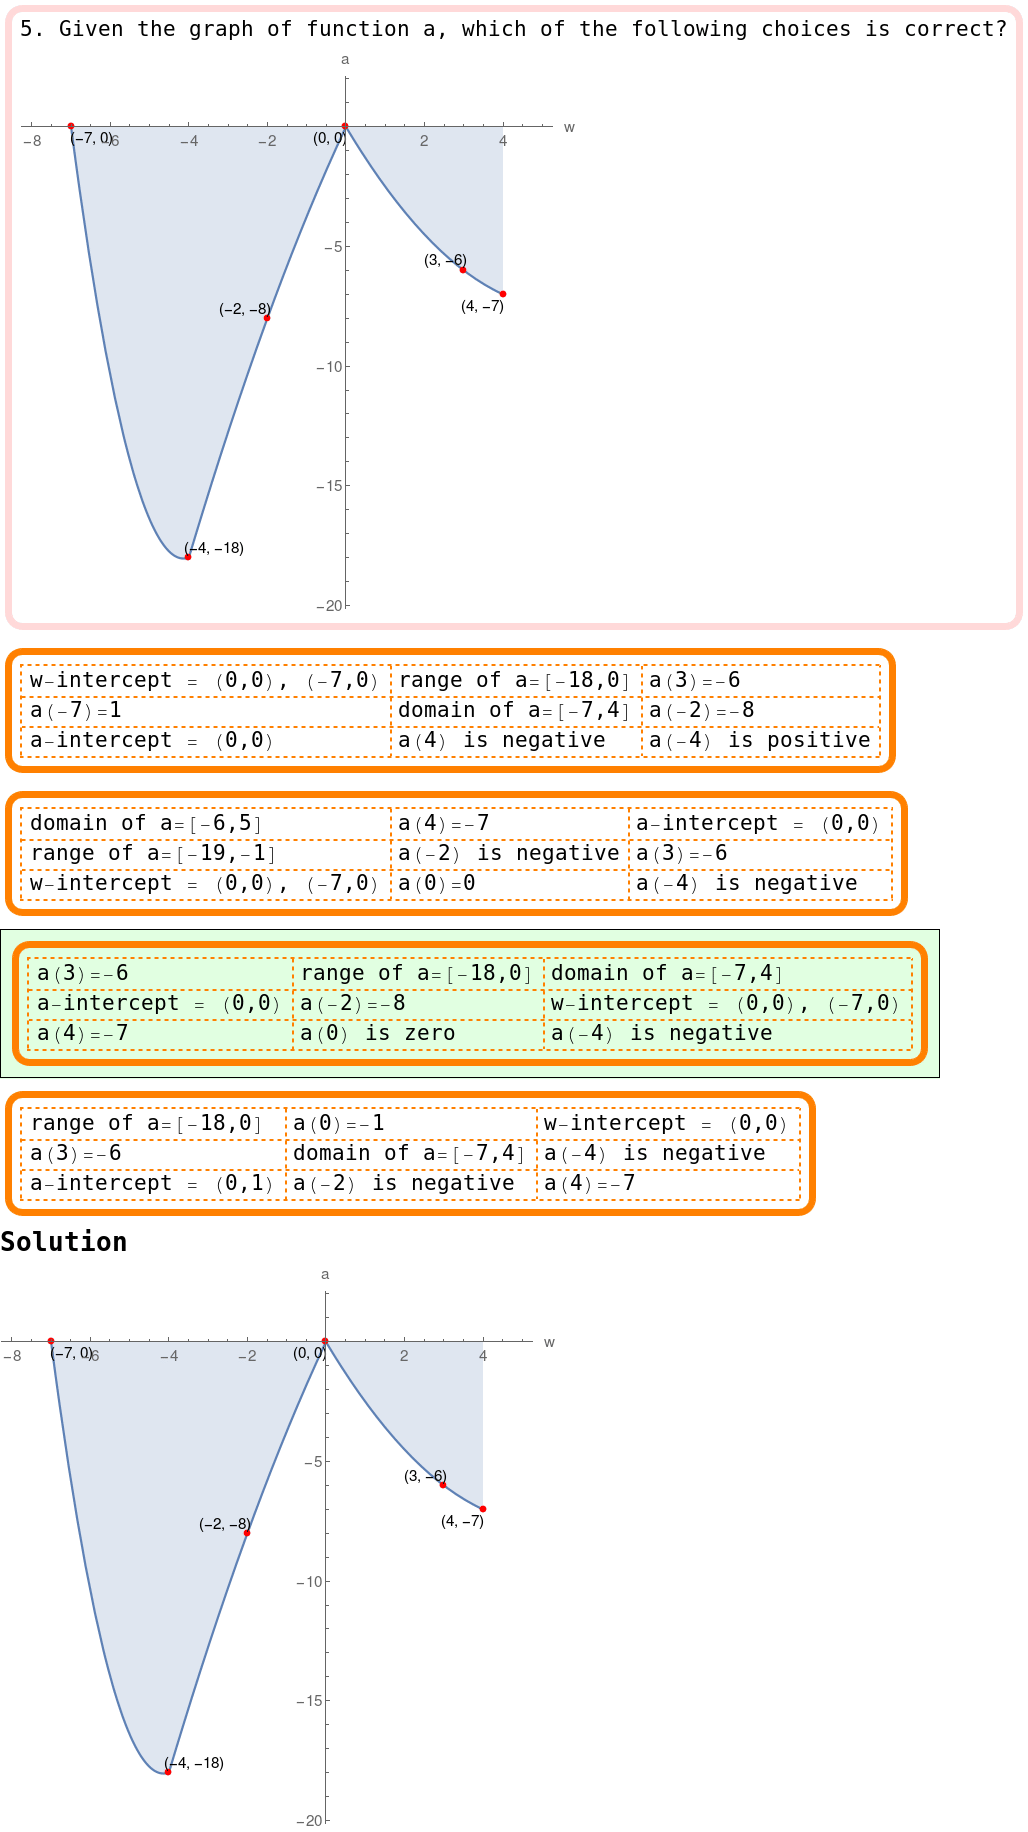 5. Given the graph of function a, which of the following choices is correct?
a
w
−8 −6 −4 −2 2 4
(−7, 0) (0, 0)
−5
(3, −6)
(4, −7)
(−2, −8)
−10
−15
(−4, −18)
−20
w-intercept = (0,0), (-7,0) range of a=[-18,0] a(3)=-6
a(-7)=1 domain of a=[-7,4] a(-2)=-8
a-intercept = (0,0) a(4) is negative a(-4) is positive
domain of a=[-6,5] a(4)=-7 a-intercept = (0,0)
range of a=[-19,-1] a(-2) is negative a(3)=-6
w-intercept = (0,0), (-7,0) a(0)=0 a(-4) is negative
a(3)=-6 range of a=[-18,0] domain of a=[-7,4]
a-intercept = (0,0) a(-2)=-8 w-intercept = (0,0), (-7,0)
a(4)=-7 a(0) is zero a(-4) is negative
range of a=[-18,0] a(0)=-1 w-intercept = (0,0)
a(3)=-6 domain of a=[-7,4] a(-4) is negative
a-intercept = (0,1) a(-2) is negative a(4)=-7
Solution
a
w
−8 −6 −4 −2 2 4
(−7, 0) (0, 0)
−5
(3, −6)
(4, −7)
(−2, −8)
−10
−15
(−4, −18)
−20